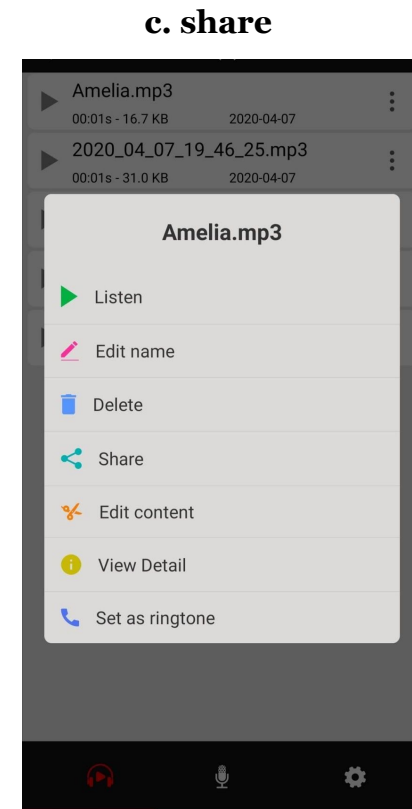 c. share
Amelia.mp3
00:01s - 16.7 KB 2020-04-07
2020_04_07_19_46_25.mp3
00:01s - 31.0 KB 2020-04-07
Amelia.mp3
Listen
Edit name
Delete
Share
Edit content
View Detail
Set as ringtone